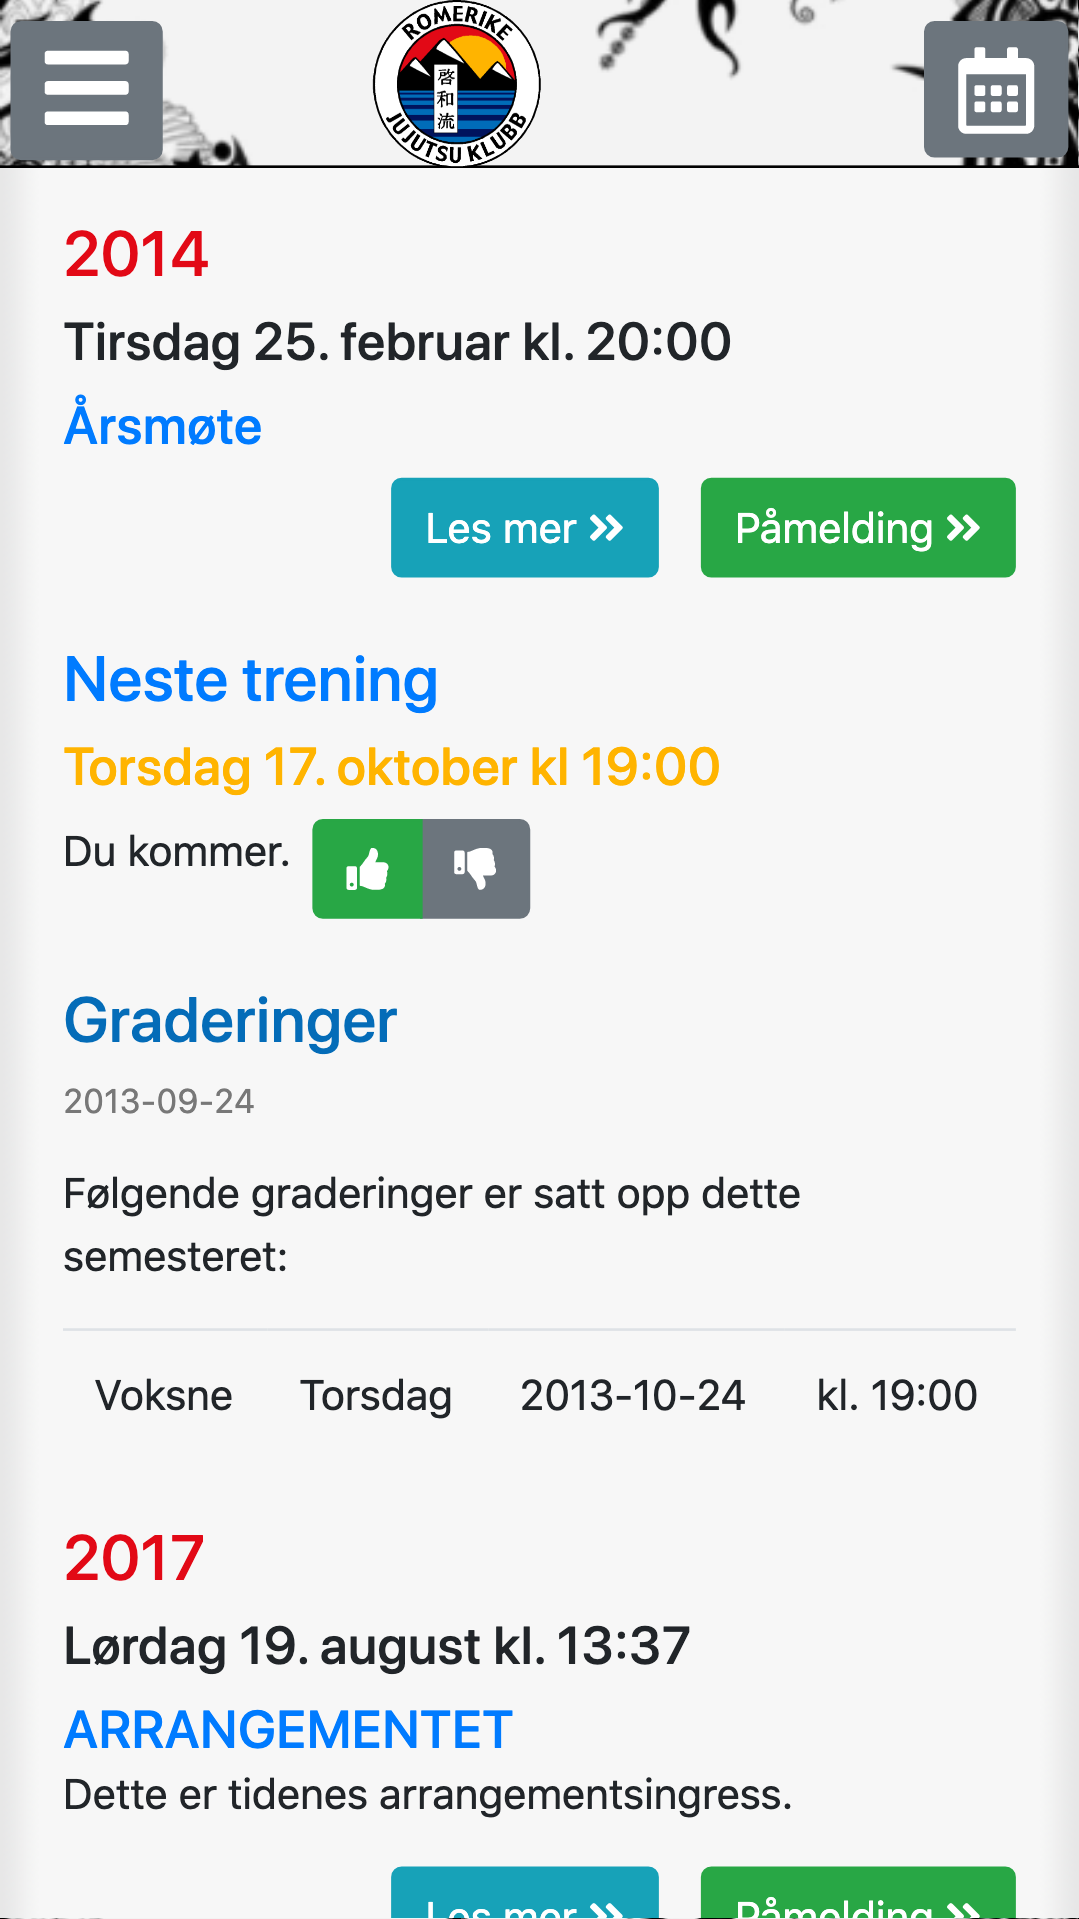 ROMERIKE
啓和流
JUJUTSU KLUBB
2014
Tirsdag 25. februar kl. 20:00
Årsmøte
Les mer Påmelding
Neste trening
Torsdag 17. oktober kl 19:00
Du kommer.
Graderinger
2013-09-24
Følgende graderinger er satt opp dette
semesteret:
Voksne Torsdag 2013-10-24 kl. 19:00
2017
Lørdag 19. august kl. 13:37
ARRANGEMENTET
Dette er tidenes arrangementsingress.
Les mer Påmelding